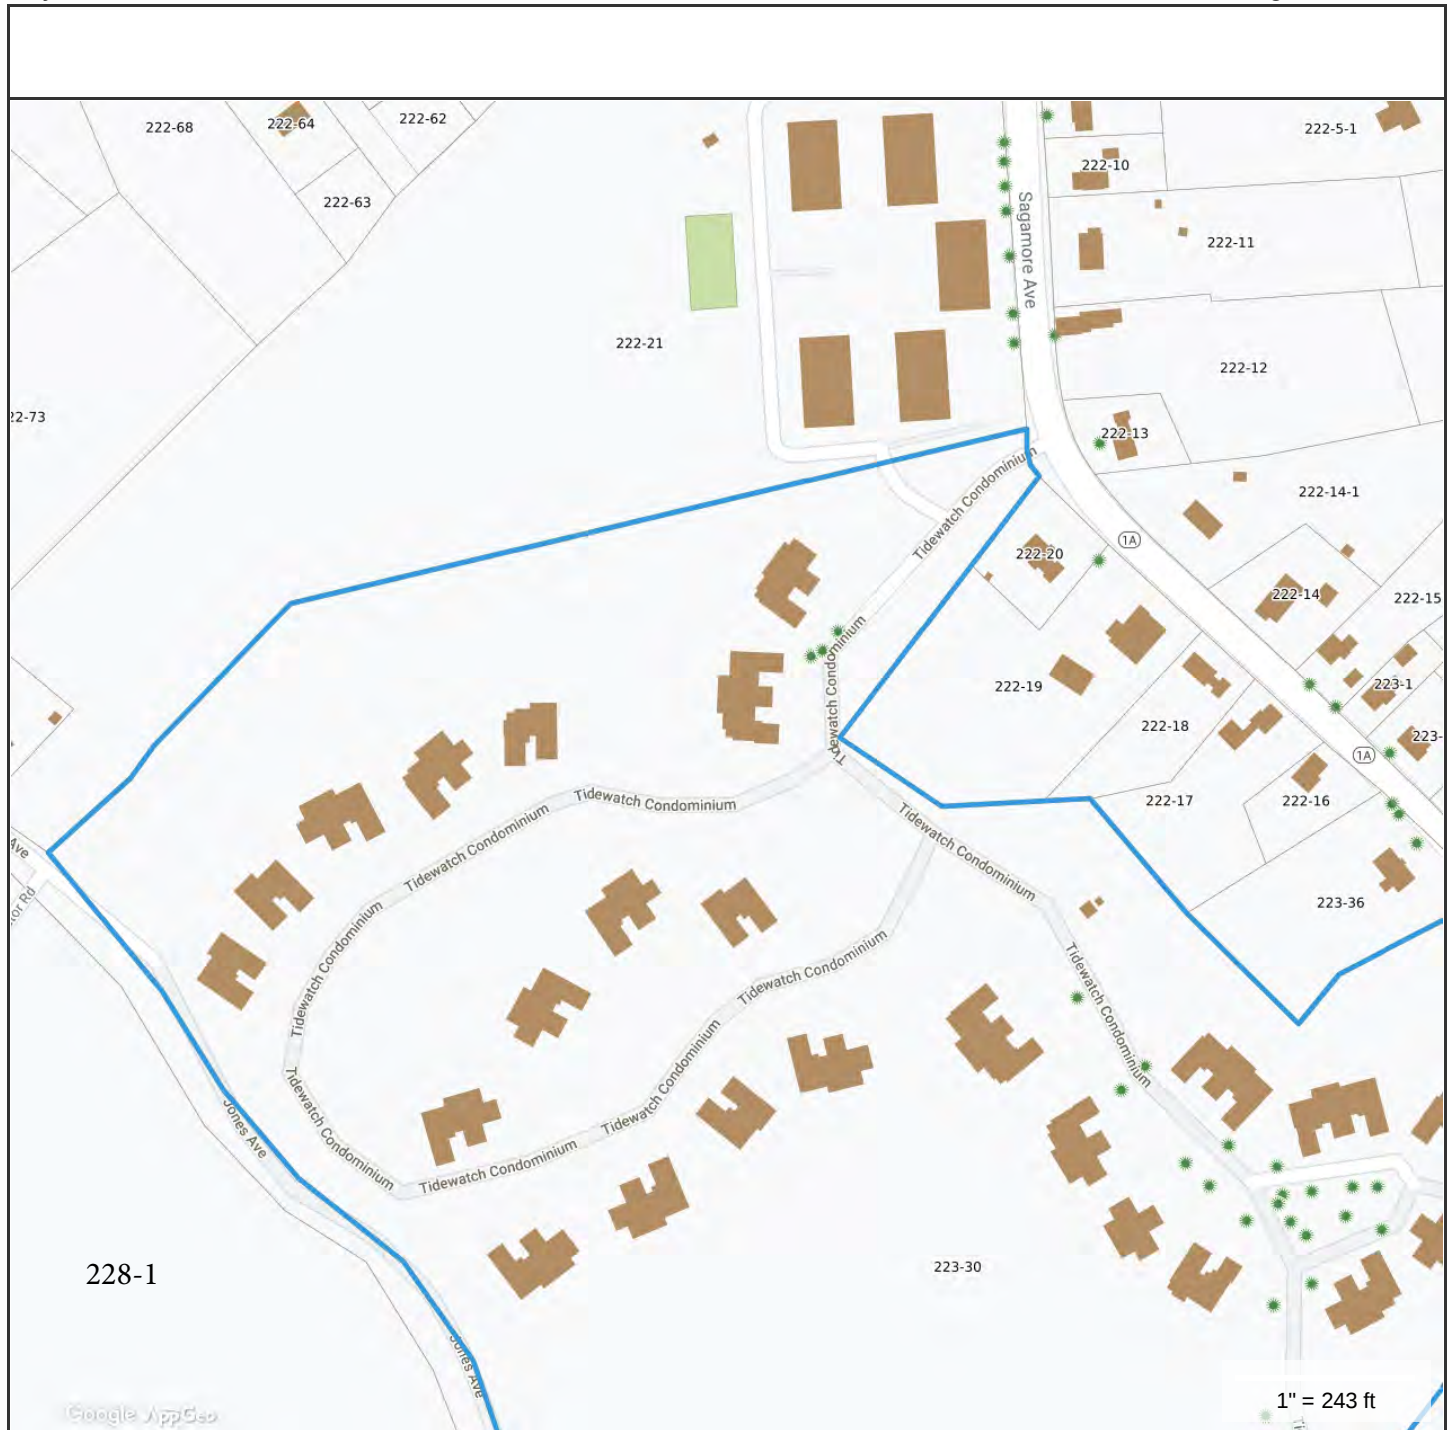 222-68
222-64
222-62
222-5-1
222-10
222-63
Sagamore Ave
222-11
222-21
222-12
22-73
222-13
Tidewatch Condominium
222-14-1
1A
222-20
222-14
222-15
Tidewatch Condominium
222-19
223-1
222-18
223-
1A
Tidewatch Condominium
222-17
222-16
Tidewatch Condominium
Tidewatch Condominium
Ave
223-36
Tidewatch Condominium
Tidewatch Condominium
Tidewatch Condominium
Tidewatch Condominium
Tidewatch Condominium
Jones Ave
Tidewatch Condominium
Tidewatch Condominium
228-1
223-30
Jones Ave
1" = 243 ft
Google AppGeo